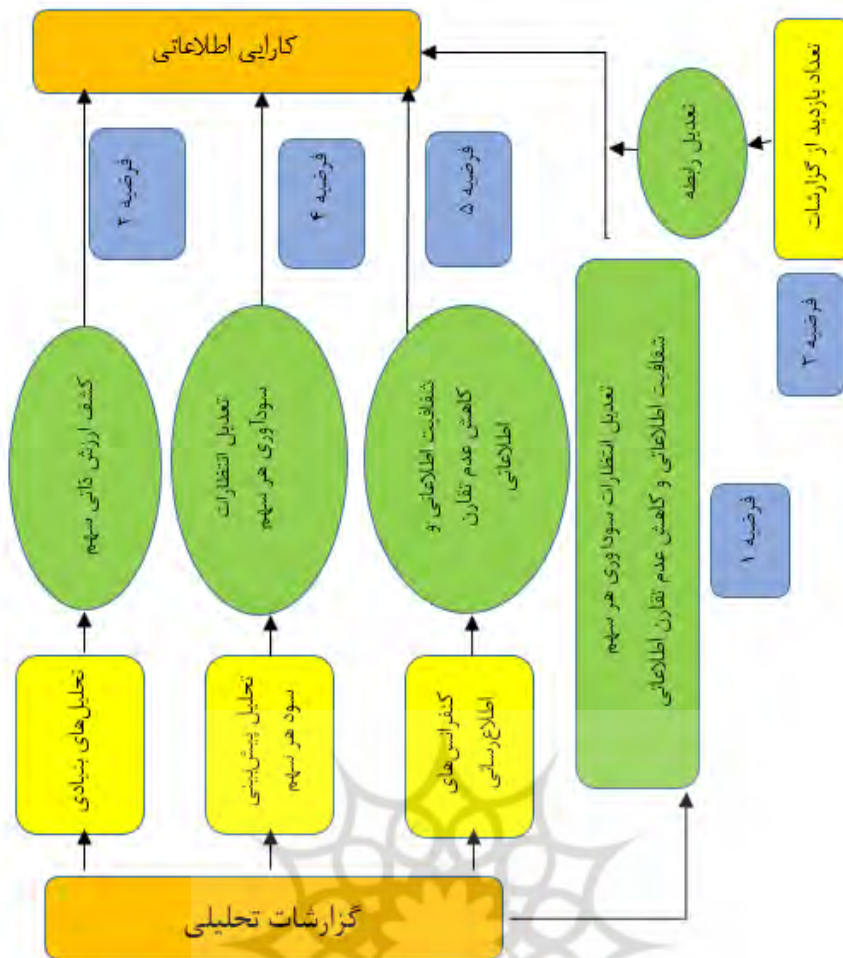 کارایی اطلاعاتی
تعداد بازدید از گزارشات
تعدیل رابطه
فرضیه ۵
فرضیه ۴
فرضیه ۳
فرضیه ۲
فرضیه ۱
تعدیل انتظارات سودآوری هر سهم
شفافیت اطلاعاتی و کاهش عدم تقارن اطلاعاتی
شفافیت اطلاعاتی و
کاهش عدم تقارن
اطلاعاتی
تعدیل انتظارات
سودآوری هر سهم
کشف ارزش ذاتی سهم
کنفرانس‌های
اطلاع‌رسانی
تحلیل پیش‌بینی
سود هر سهم
تحلیل‌های بنیادی
گزارشات تحلیلی